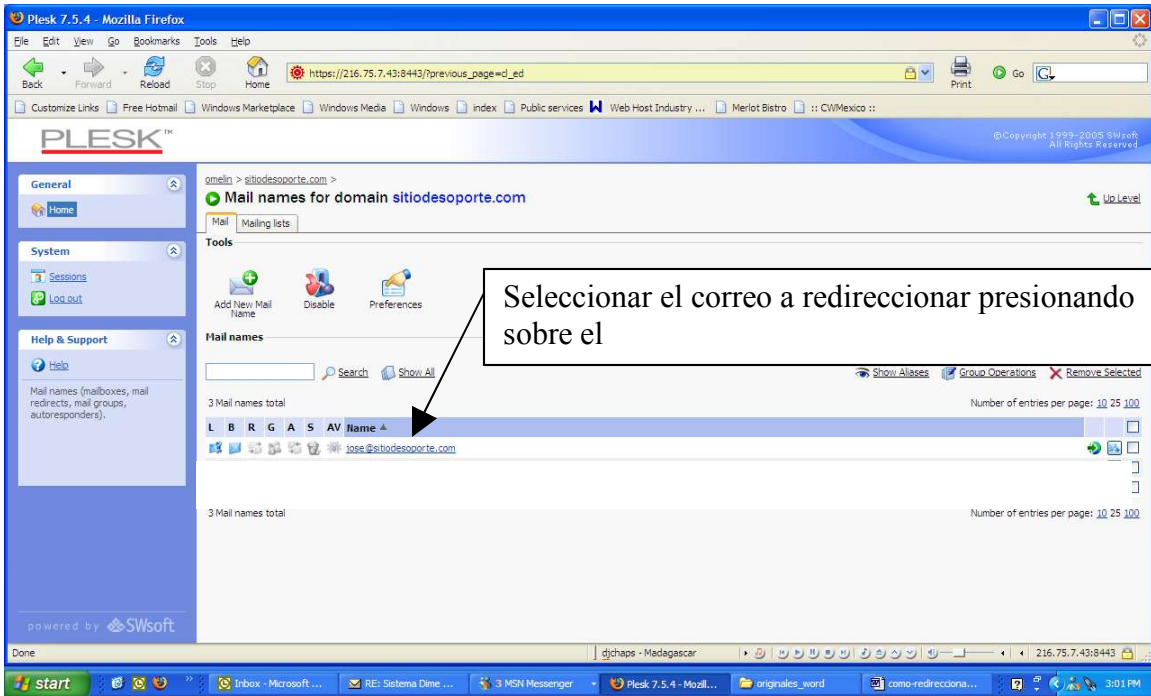 Plesk 7.5.4 - Mozilla Firefox
File Edit View Go Bookmarks Tools Help
Back Forward Reload Stop Home https://216.75.7.43:8443/?previous_page=cl_ed Print Go
Customize Links Free Hotmail Windows Marketplace Windows Media Windows index Public services Web Host Industry ... Merlot Bistro :: CWMexico ::
PLESK™
©Copyright 1999-2005 SWsoft
All Rights Reserved
General
Home
System
Sessions
Log out
Help & Support
Help
Mail names (mailboxes, mail
redirects, mail groups,
autoresponders).
powered by SWsoft
omelin > sitiodesoporte.com >
Mail names for domain sitiodesoporte.com
Up Level
Mail Mailing lists
Tools
Add New Mail
Name
Disable
Preferences
Seleccionar el correo a redireccionar presionando
sobre el
Mail names
Search Show All Show Aliases Group Operations Remove Selected
3 Mail names total Number of entries per page: 10 25 100
L B R G A S AV Name
jose@sitiodesoporte.com
3 Mail names total Number of entries per page: 10 25 100
Done djchaps - Madagascar 216.75.7.43:8443
start Inbox - Microsoft ... RE: Sistema Dime ... 3 MSN Messenger Plesk 7.5.4 - Mozill... originales_word como-redirecciona... 3:01 PM